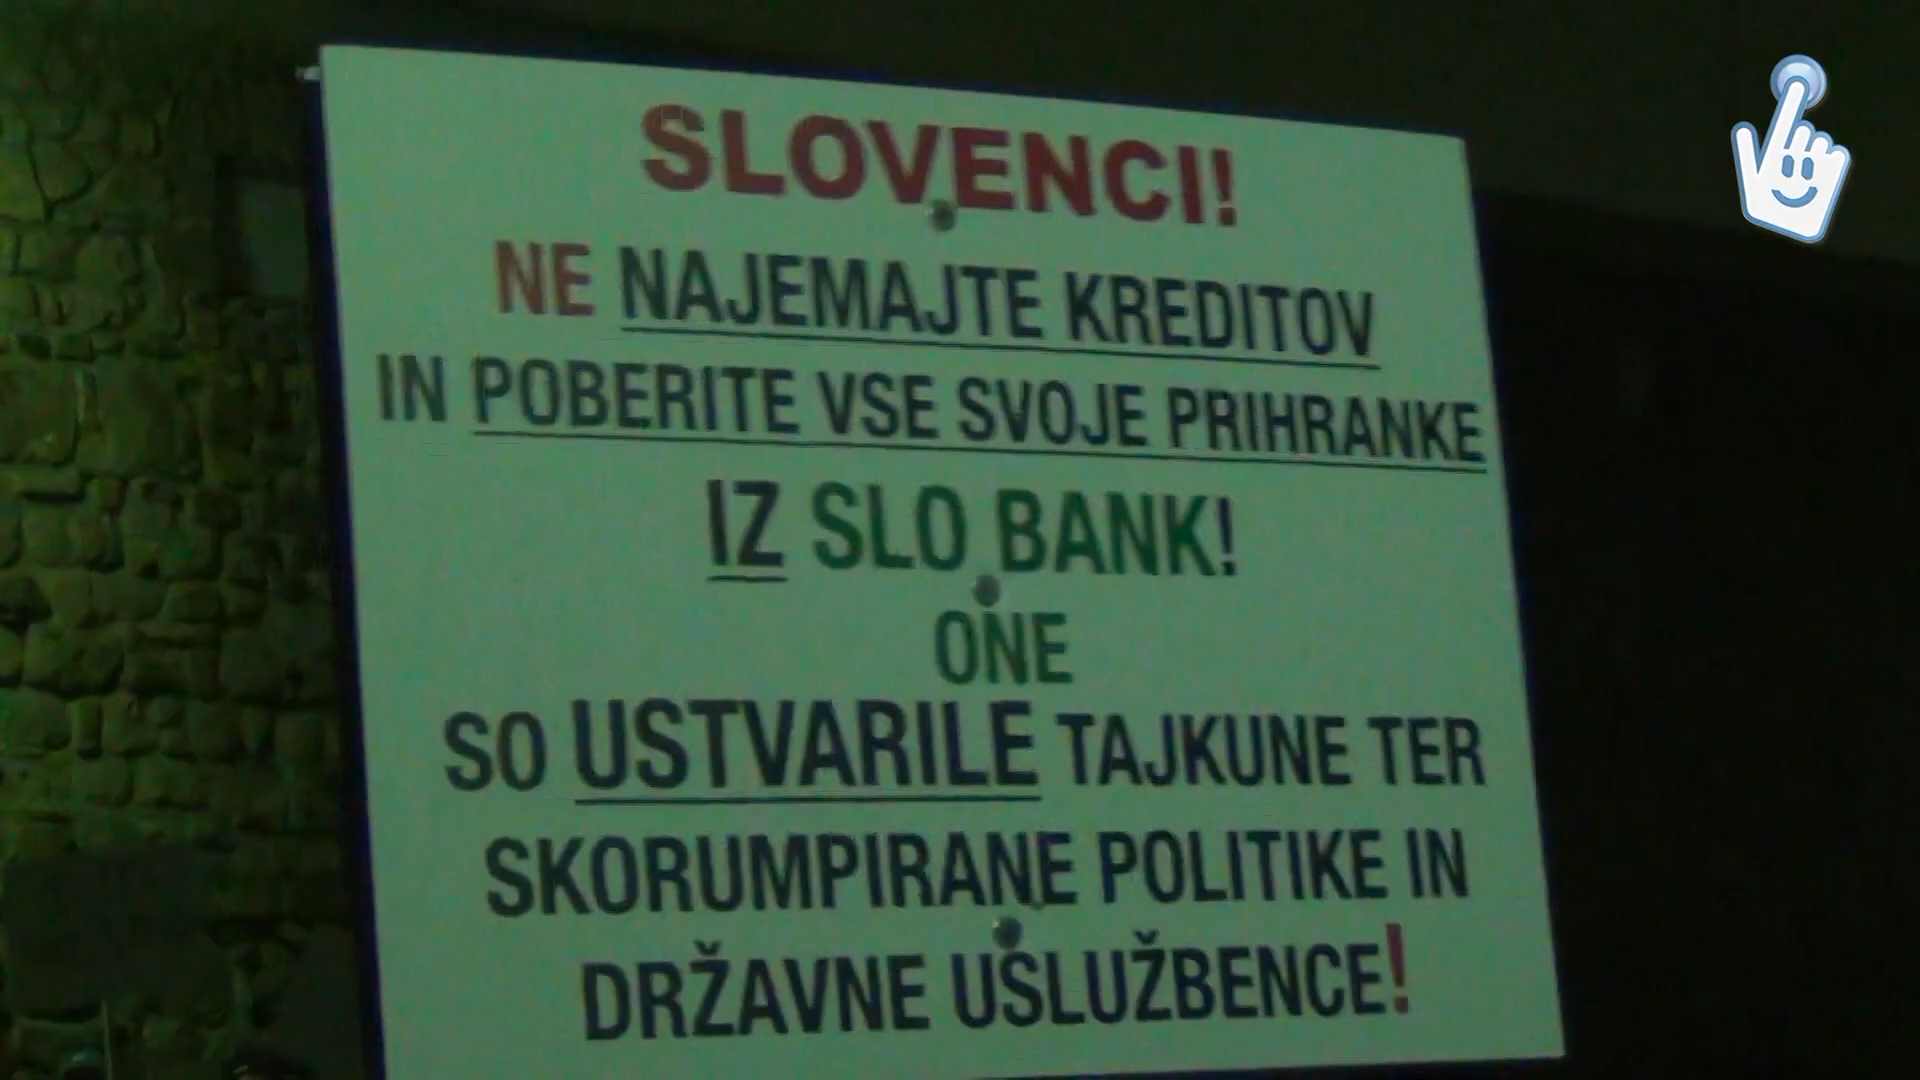 SLOVENCI!
NE NAJEMAJTE KREDITOV
IN POBERITE VSE SVOJE PRIHRANKE
IZ SLO BANK!
ONE
SO USTVARILE TAJKUNE TER
SKORUMPIRANE POLITIKE IN
DRŽAVNE USLUŽBENCE!